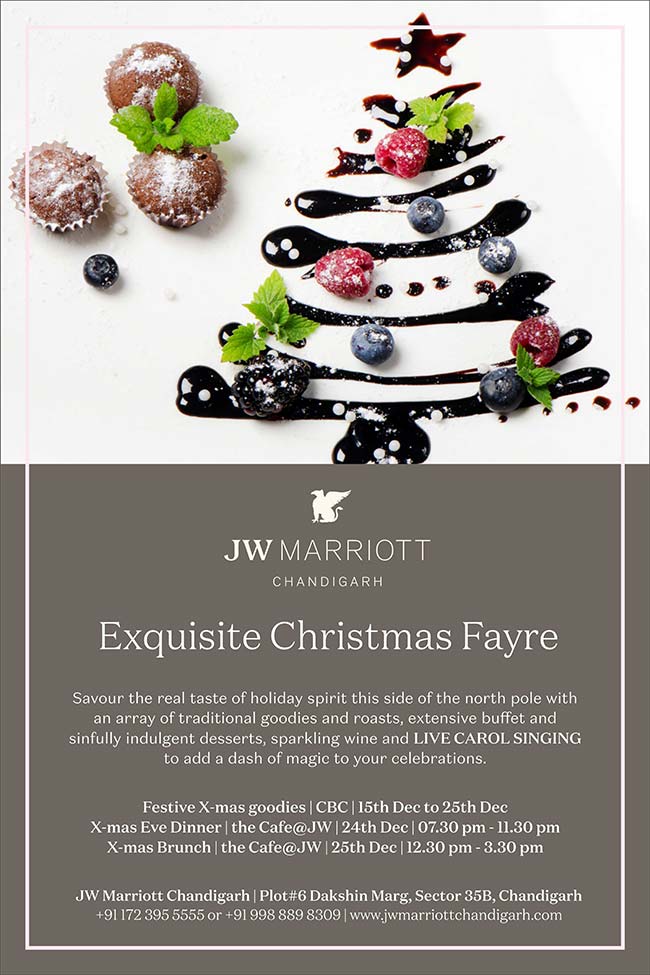 JW MARRIOTT
CHANDIGARH
Exquisite Christmas Fayre
Savour the real taste of holiday spirit this side of the north pole with
an array of traditional goodies and roasts, extensive buffet and
sinfully indulgent desserts, sparkling wine and LIVE CAROL SINGING
to add a dash of magic to your celebrations.
Festive X-mas goodies | CBC | 15th Dec to 25th Dec
X-mas Eve Dinner | the Cafe@JW | 24th Dec | 07.30 pm - 11.30 pm
X-mas Brunch | the Cafe@JW | 25th Dec | 12.30 pm - 3.30 pm
JW Marriott Chandigarh | Plot#6 Dakshin Marg, Sector 35B, Chandigarh
+91 172 395 5555 or +91 998 889 8309 | www.jwmarriottchandigarh.com